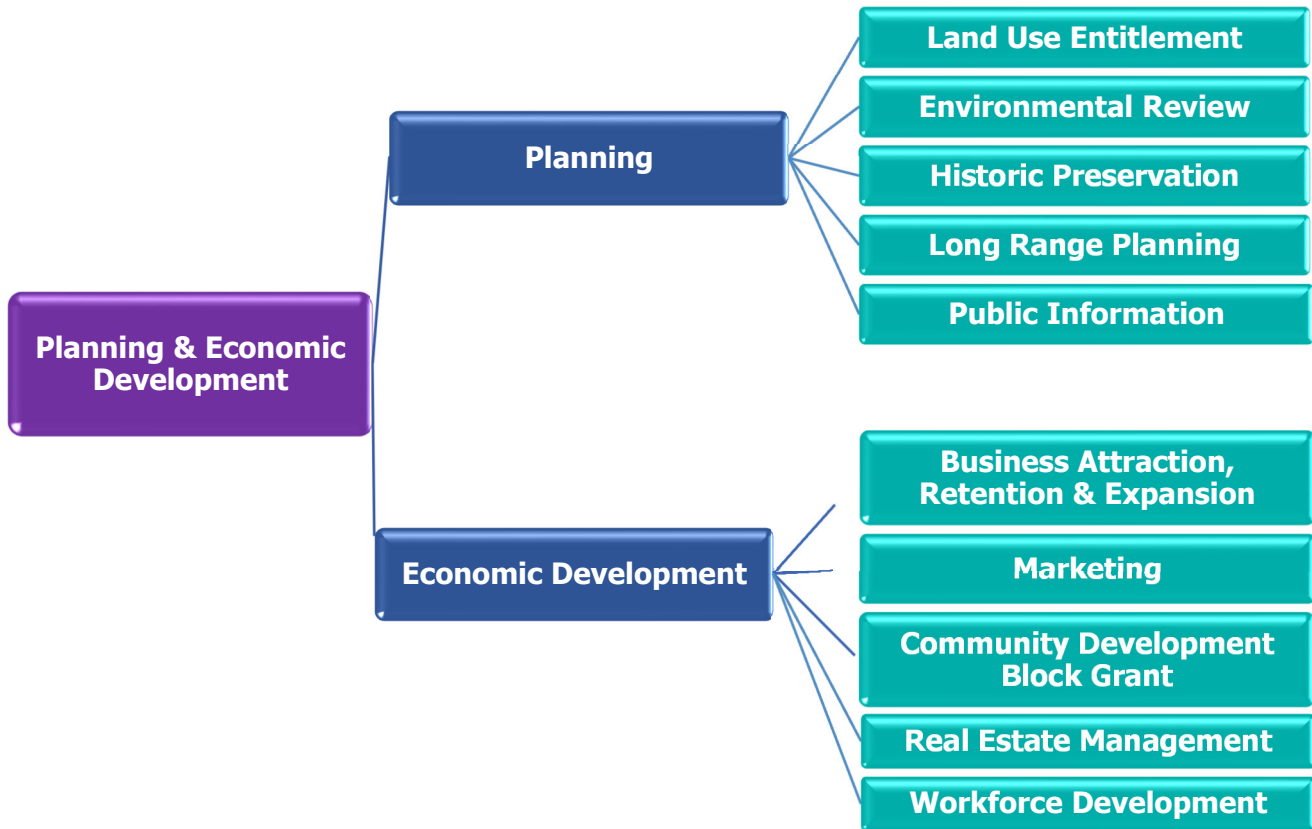 Planning & Economic
Development
Planning
Land Use Entitlement
Environmental Review
Historic Preservation
Long Range Planning
Public Information
Economic Development
Business Attraction,
Retention & Expansion
Marketing
Community Development
Block Grant
Real Estate Management
Workforce Development